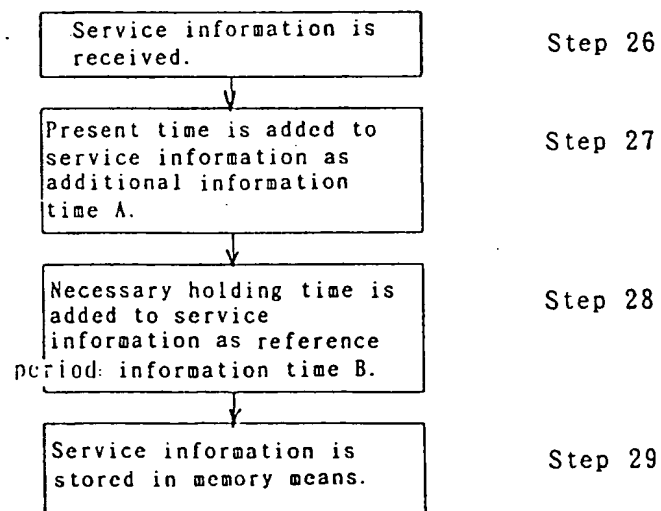 Service information is
received.
Step 26
Present time is added to
service information as
additional information
time A.
Step 27
Necessary holding time is
added to service
information as reference
period: information time B.
Step 28
Service information is
stored in memory means.
Step 29